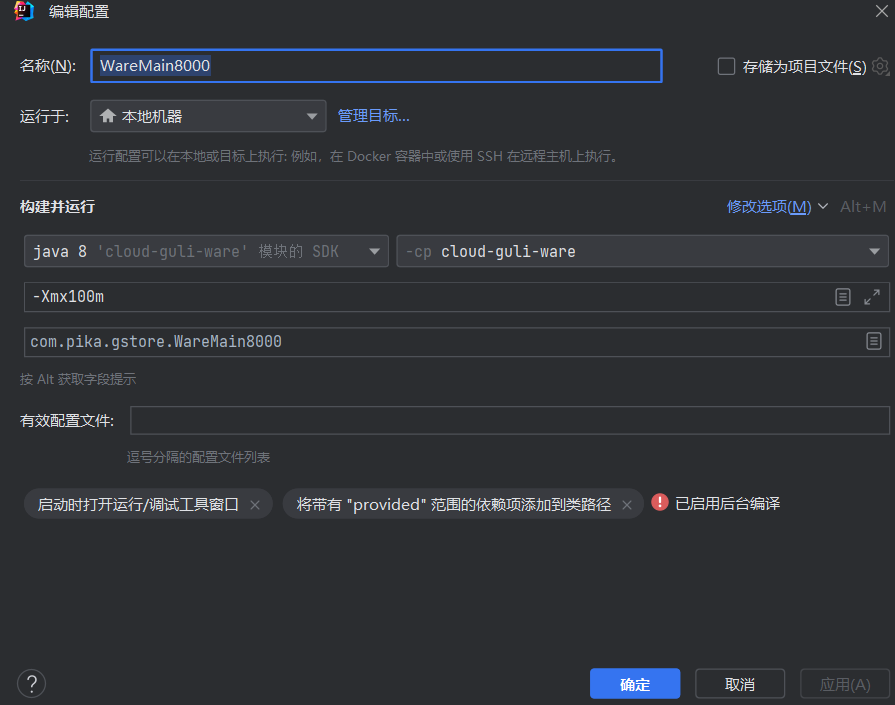 编辑配置
名称(N): WareMain8000 存储为项目文件(S)
运行于: 本地机器 管理目标...
运行配置可以在本地或目标上执行: 例如，在 Docker 容器中或使用 SSH 在远程主机上执行。
构建并运行 修改选项(M) Alt+M
java 8 'cloud-guli-ware' 模块的 SDK -cp cloud-guli-ware
-Xmx100m
com.pika.gstore.WareMain8000
按 Alt 获取字段提示
有效配置文件:
逗号分隔的配置文件列表
启动时打开运行/调试工具窗口 × 将带有 "provided" 范围的依赖项添加到类路径 × 已启用后台编译
? 确定 取消 应用(A)